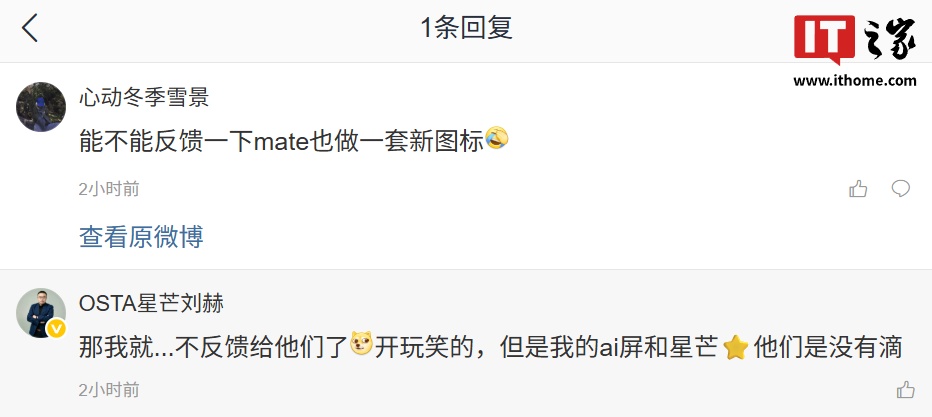 1条回复
IT之家
www.ithome.com
心动冬季雪景
能不能反馈一下mate也做一套新图标
2小时前
查看原微博
OSTA星芒刘赫
那我就...不反馈给他们了开玩笑的，但是我的ai屏和星芒他们是没有滴
2小时前